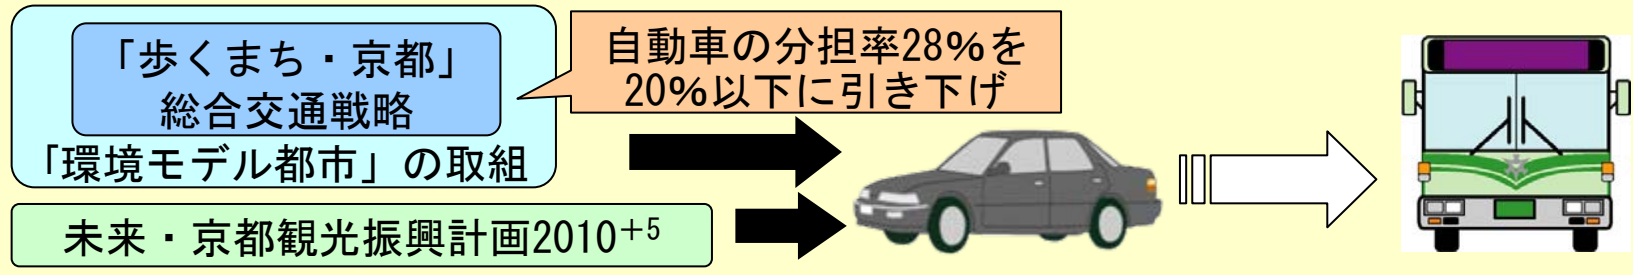 「歩くまち・京都」
総合交通戦略
「環境モデル都市」の取組
自動車の分担率28%を
20%以下に引き下げ
未来・京都観光振興計画2010+5